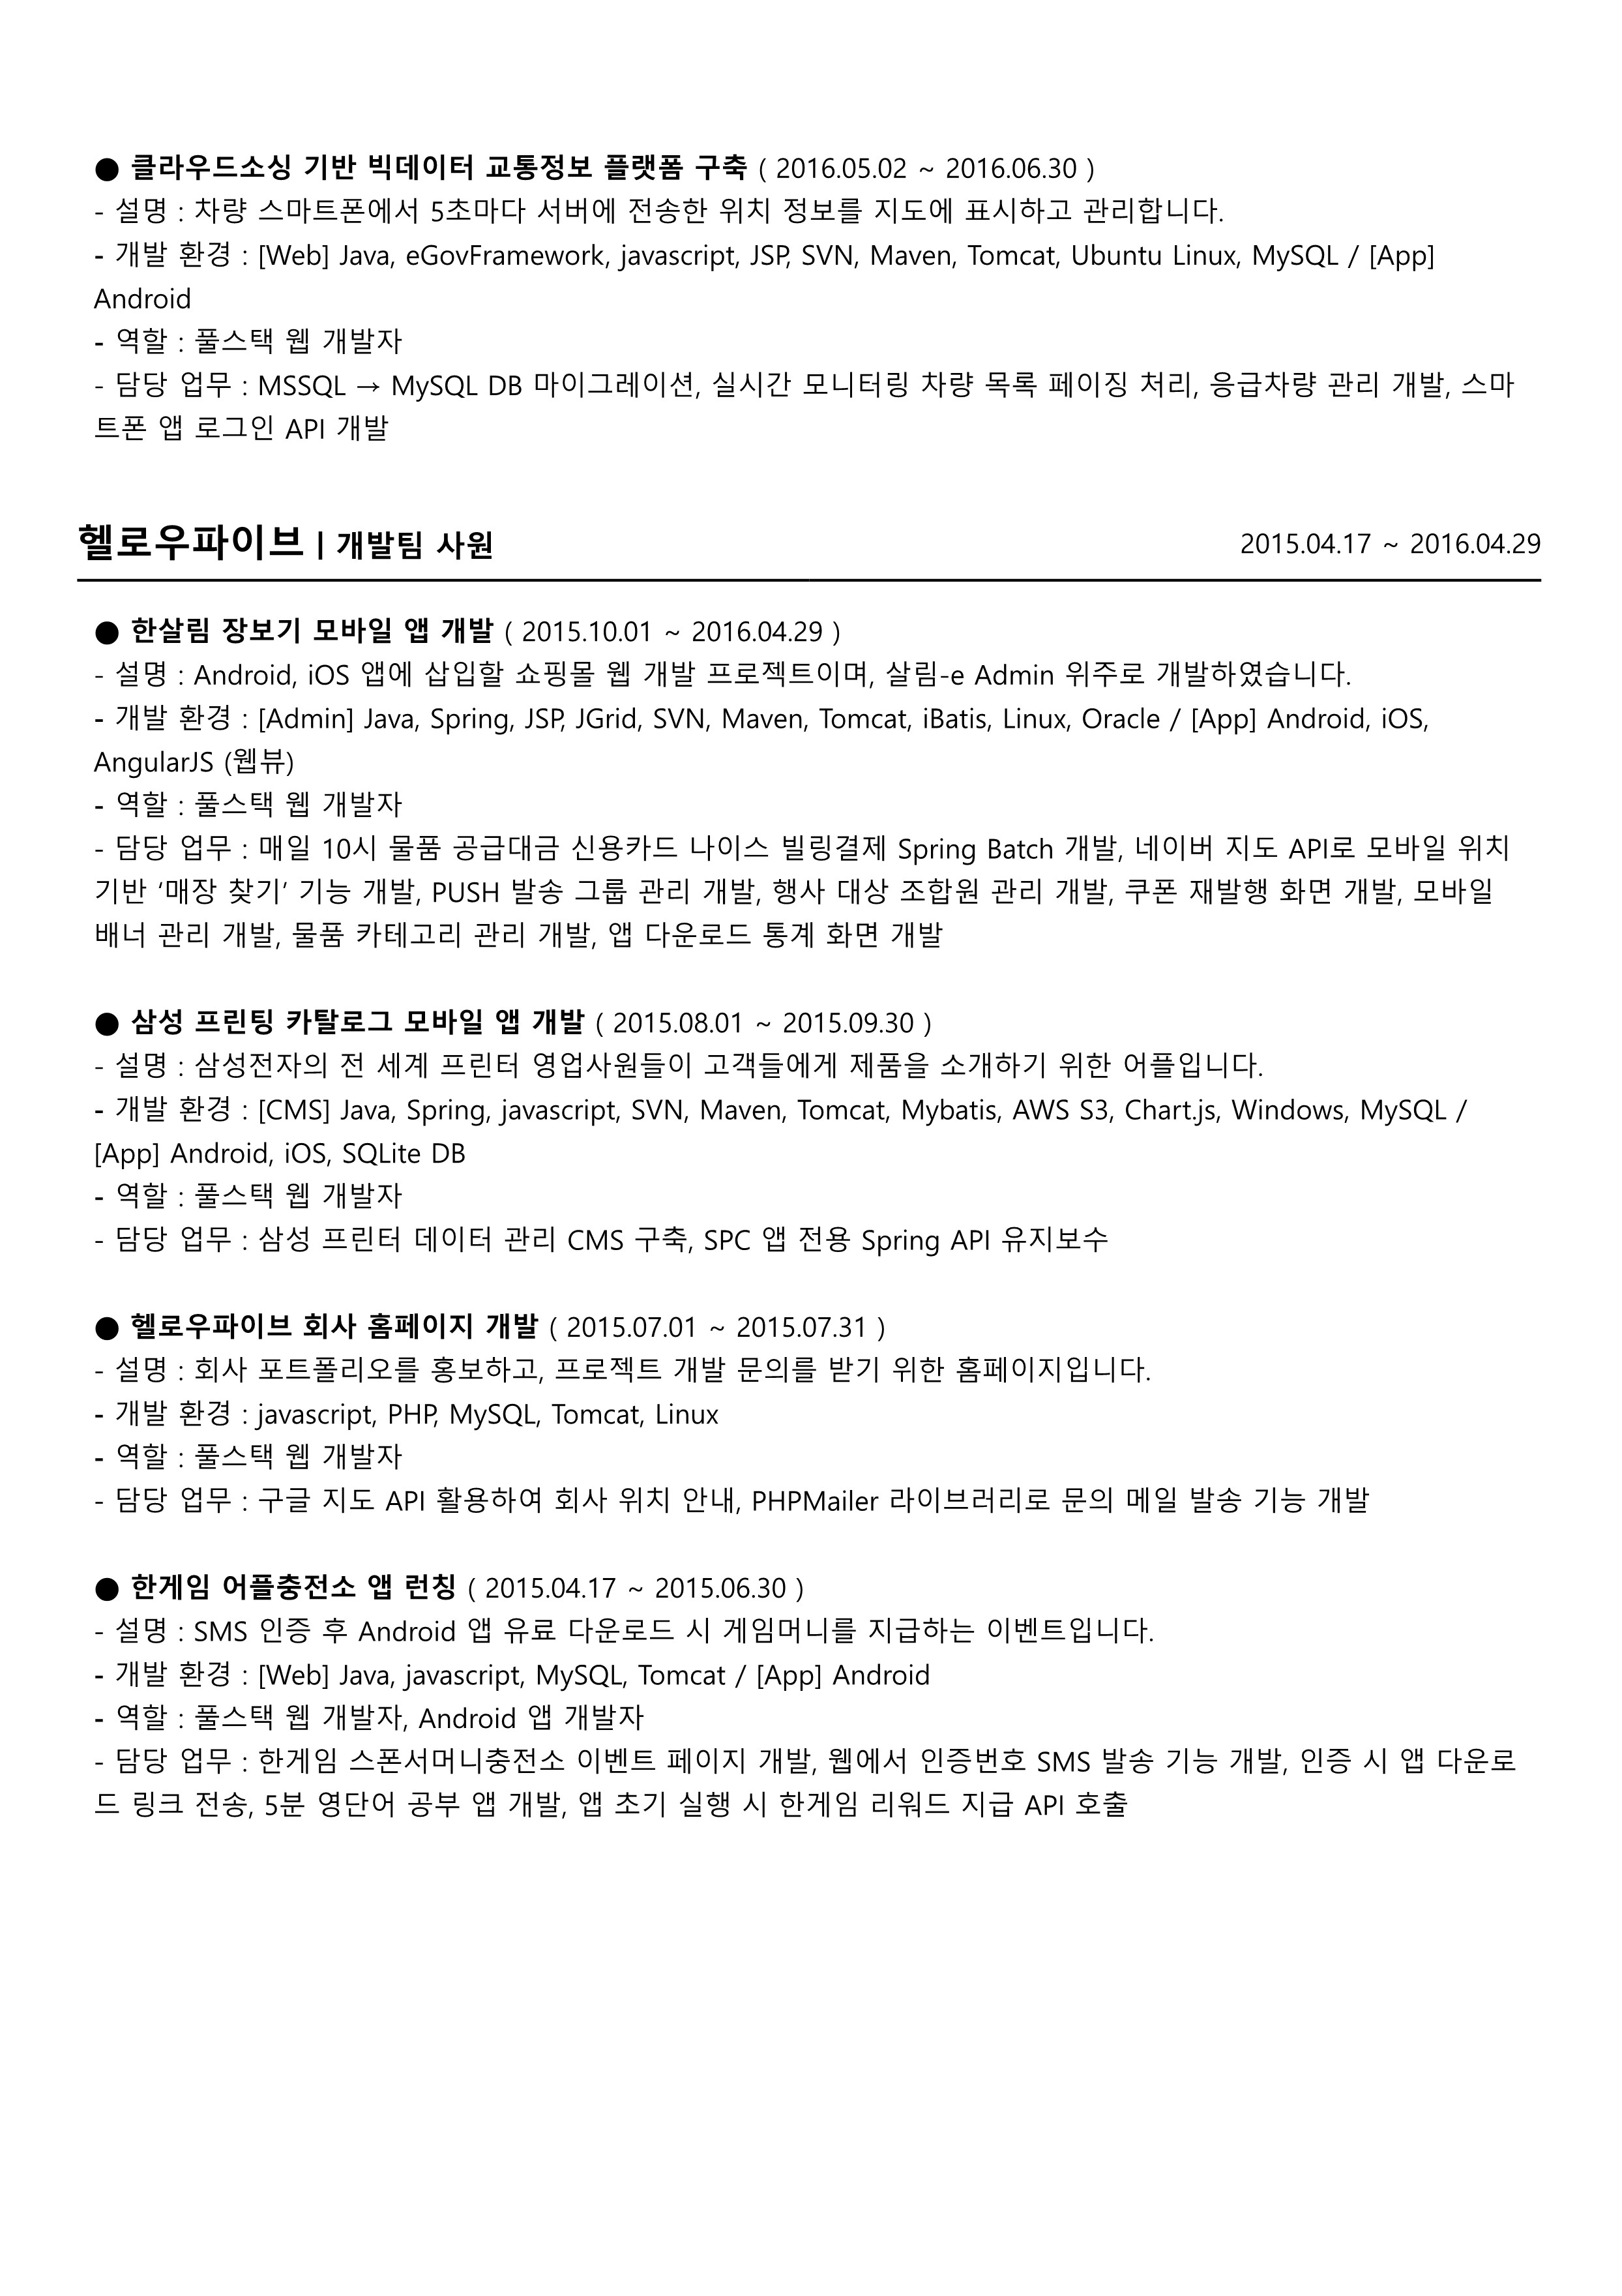 ● 클라우드소싱 기반 빅데이터 교통정보 플랫폼 구축 ( 2016.05.02 ~ 2016.06.30 )
- 설명 : 차량 스마트폰에서 5초마다 서버에 전송한 위치 정보를 지도에 표시하고 관리합니다.
- 개발 환경 : [Web] Java, eGovFramework, javascript, JSP, SVN, Maven, Tomcat, Ubuntu Linux, MySQL / [App]
Android
- 역할 : 풀스택 웹 개발자
- 담당 업무 : MSSQL → MySQL DB 마이그레이션, 실시간 모니터링 차량 목록 페이징 처리, 응급차량 관리 개발, 스마
트폰 앱 로그인 API 개발
헬로우파이브 | 개발팀 사원 2015.04.17 ~ 2016.04.29
● 한살림 장보기 모바일 앱 개발 ( 2015.10.01 ~ 2016.04.29 )
- 설명 : Android, iOS 앱에 삽입할 쇼핑몰 웹 개발 프로젝트이며, 살림-e Admin 위주로 개발하였습니다.
- 개발 환경 : [Admin] Java, Spring, JSP, JGrid, SVN, Maven, Tomcat, iBatis, Linux, Oracle / [App] Android, iOS,
AngularJS (웹뷰)
- 역할 : 풀스택 웹 개발자
- 담당 업무 : 매일 10시 물품 공급대금 신용카드 나이스 빌링결제 Spring Batch 개발, 네이버 지도 API로 모바일 위치
기반 ‘매장 찾기’ 기능 개발, PUSH 발송 그룹 관리 개발, 행사 대상 조합원 관리 개발, 쿠폰 재발행 화면 개발, 모바일
배너 관리 개발, 물품 카테고리 관리 개발, 앱 다운로드 통계 화면 개발
● 삼성 프린팅 카탈로그 모바일 앱 개발 ( 2015.08.01 ~ 2015.09.30 )
- 설명 : 삼성전자의 전 세계 프린터 영업사원들이 고객들에게 제품을 소개하기 위한 어플입니다.
- 개발 환경 : [CMS] Java, Spring, javascript, SVN, Maven, Tomcat, Mybatis, AWS S3, Chart.js, Windows, MySQL /
[App] Android, iOS, SQLite DB
- 역할 : 풀스택 웹 개발자
- 담당 업무 : 삼성 프린터 데이터 관리 CMS 구축, SPC 앱 전용 Spring API 유지보수
● 헬로우파이브 회사 홈페이지 개발 ( 2015.07.01 ~ 2015.07.31 )
- 설명 : 회사 포트폴리오를 홍보하고, 프로젝트 개발 문의를 받기 위한 홈페이지입니다.
- 개발 환경 : javascript, PHP, MySQL, Tomcat, Linux
- 역할 : 풀스택 웹 개발자
- 담당 업무 : 구글 지도 API 활용하여 회사 위치 안내, PHPMailer 라이브러리로 문의 메일 발송 기능 개발
● 한게임 어플충전소 앱 런칭 ( 2015.04.17 ~ 2015.06.30 )
- 설명 : SMS 인증 후 Android 앱 유료 다운로드 시 게임머니를 지급하는 이벤트입니다.
- 개발 환경 : [Web] Java, javascript, MySQL, Tomcat / [App] Android
- 역할 : 풀스택 웹 개발자, Android 앱 개발자
- 담당 업무 : 한게임 스폰서머니충전소 이벤트 페이지 개발, 웹에서 인증번호 SMS 발송 기능 개발, 인증 시 앱 다운로
드 링크 전송, 5분 영단어 공부 앱 개발, 앱 초기 실행 시 한게임 리워드 지급 API 호출